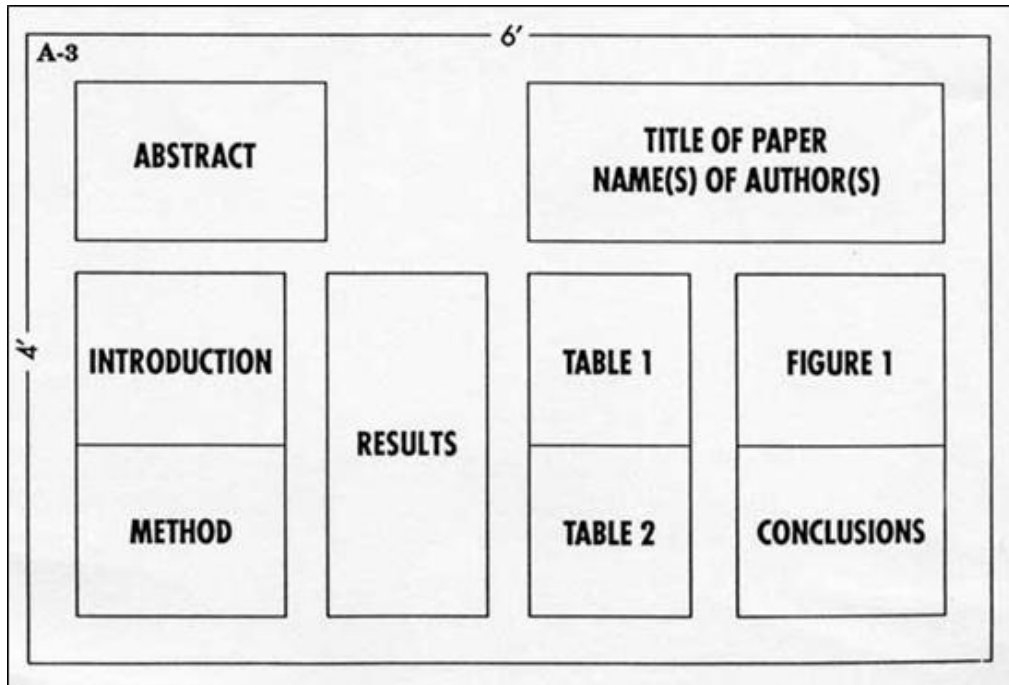 6'
A-3
ABSTRACT
TITLE OF PAPER
NAME(S) OF AUTHOR(S)
4'
INTRODUCTION
RESULTS
TABLE 1
FIGURE 1
METHOD
TABLE 2
CONCLUSIONS